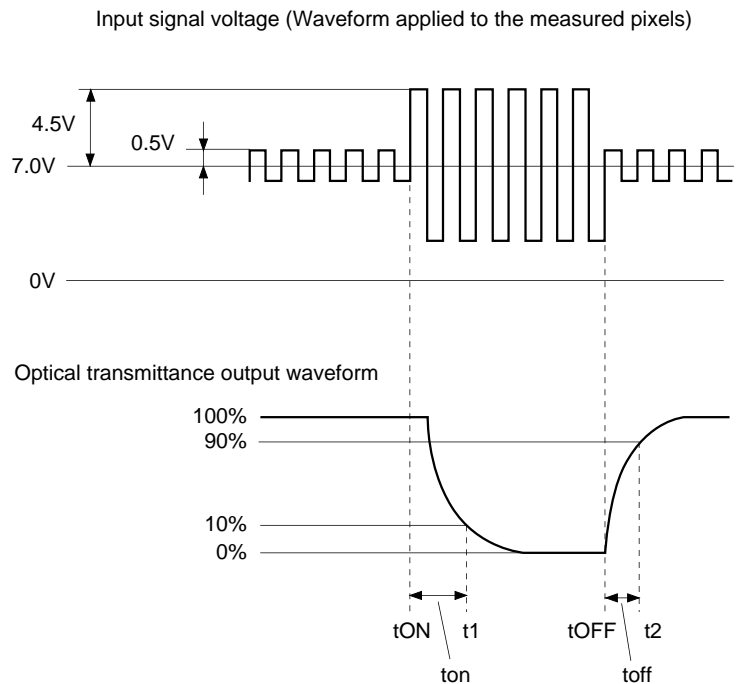 Input signal voltage (Waveform applied to the measured pixels)
4.5V
0.5V
7.0V
0V
Optical transmittance output waveform
100%
90%
10%
0%
tON t1 tOFF t2
ton toff